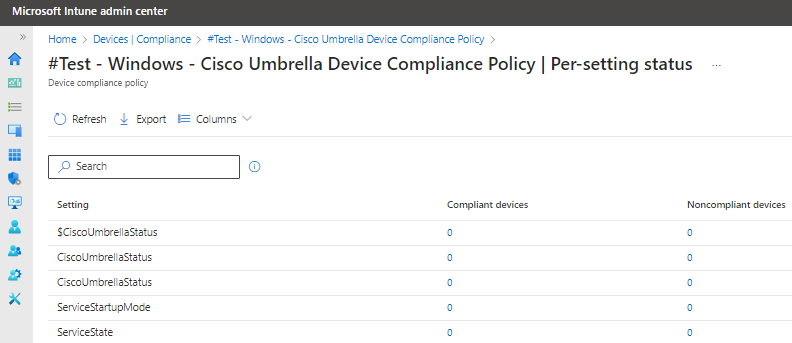 Microsoft Intune admin center
Home > Devices | Compliance > #Test - Windows - Cisco Umbrella Device Compliance Policy >
#Test - Windows - Cisco Umbrella Device Compliance Policy | Per-setting status ...
Device compliance policy
Refresh Export Columns
Search
Setting Compliant devices Noncompliant devices
$CiscoUmbrellaStatus 0 0
CiscoUmbrellaStatus 0 0
CiscoUmbrellaStatus 0 0
ServiceStartupMode 0 0
ServiceState 0 0